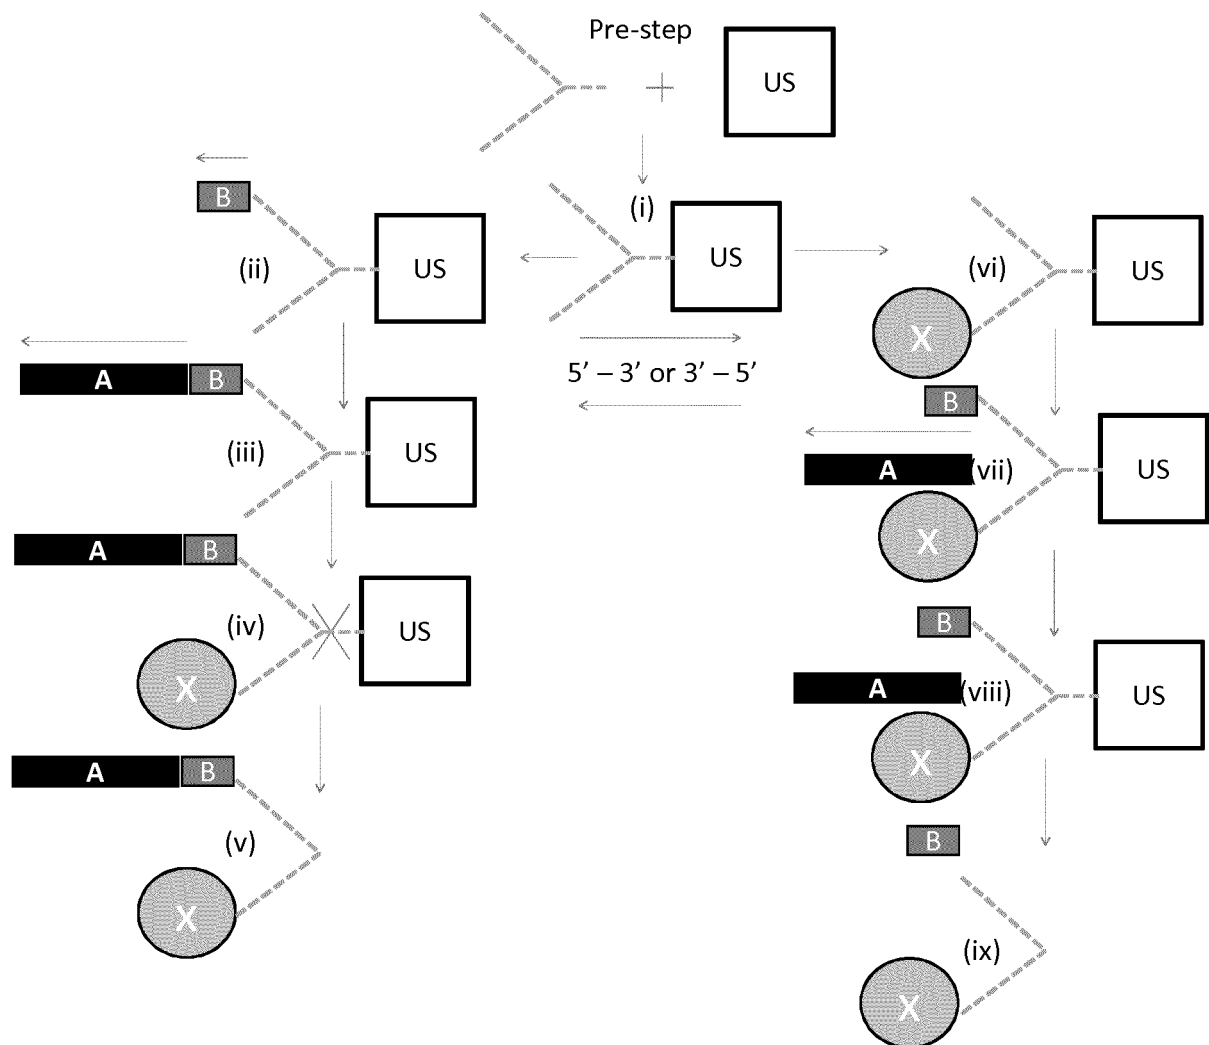 Pre-step
US
(i)
US
B
(ii)
US
(vi)
US
X
5’ – 3’ or 3’ – 5’
A
B
(iii)
US
B
A
(vii)
US
X
A
B
(iv)
US
X
B
A
(viii)
US
X
A
B
(v)
X
B
(ix)
X